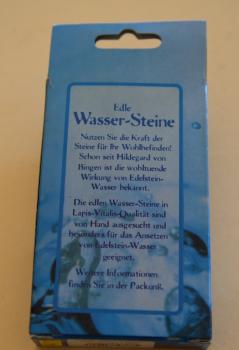 Edle
Wasser-Steine
Nutzen Sie die Kraft der
Steine für Ihr Wohlbefinden!
Schon seit Hildegard von
Bingen ist die wohltuende
Wirkung von Edelstein-
Wasser bekannt.
Die edlen Wasser-Steine in
Lapis-Vitalis-Qualität sind
von Hand ausgesucht und
besonders für das Ansetzen
von Edelstein-Wasser
geeignet.
Weitere Informationen
finden Sie in der Packung.